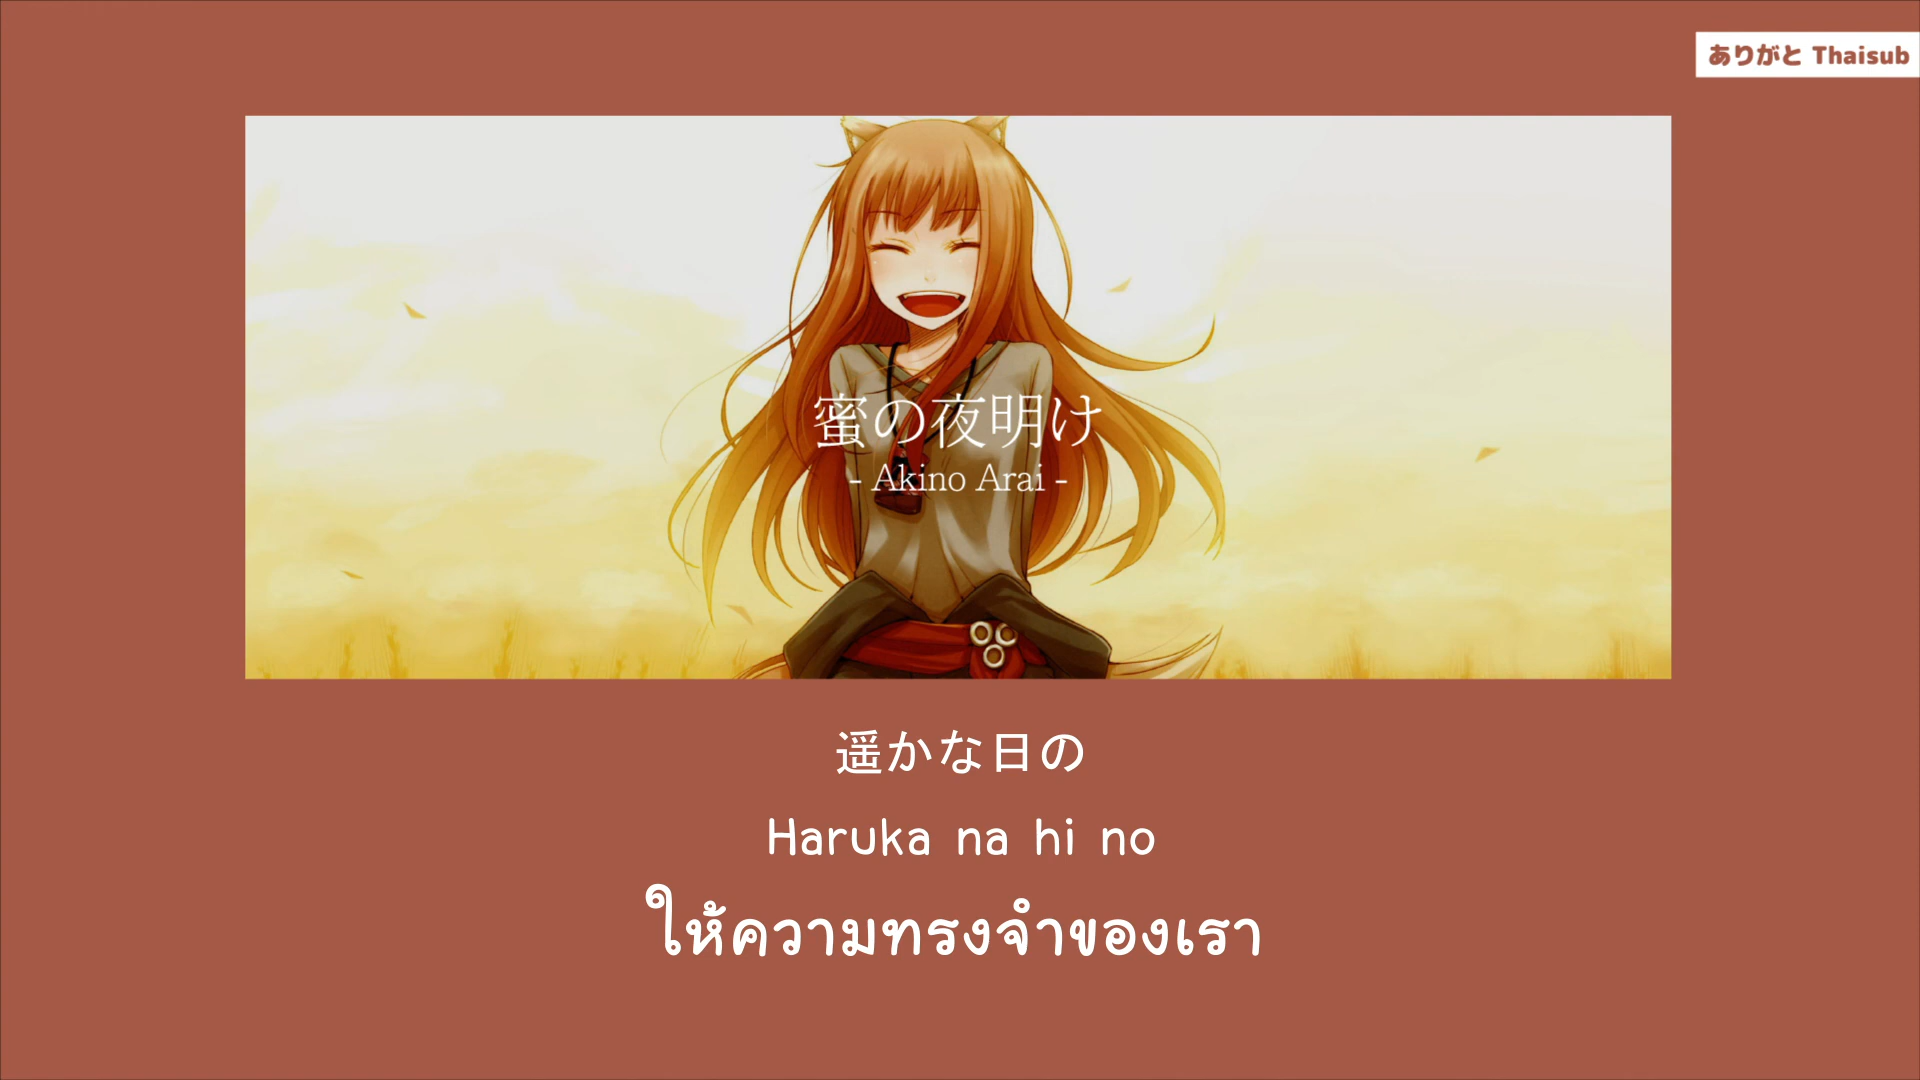 ありがと Thaisub
蜜の夜明け
- Akino Arai -
遥かな日の
Haruka na hi no
ให้ความทรงจำของเรา